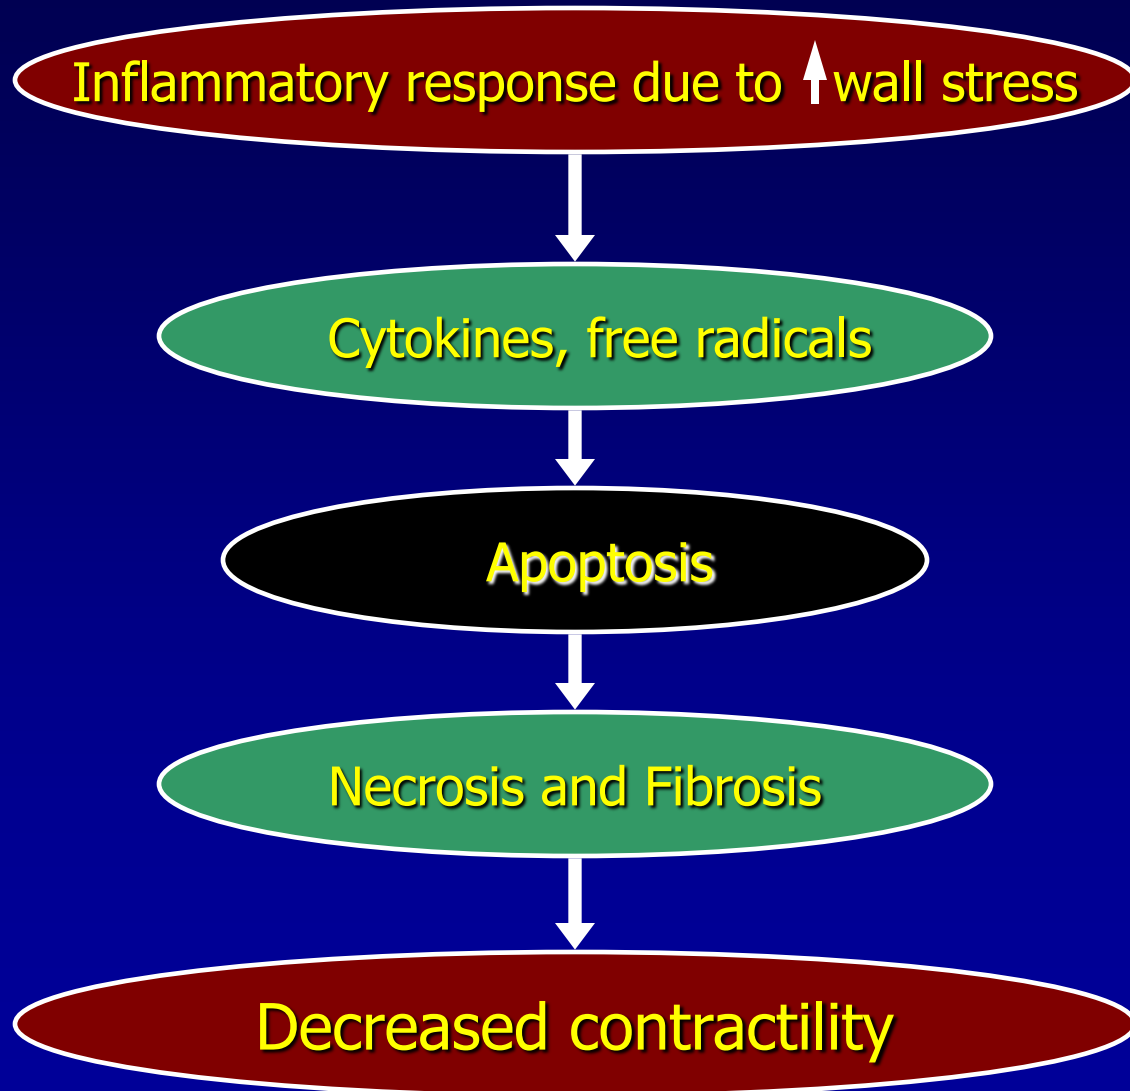 Inflammatory response due to ↑ wall stress
Cytokines, free radicals
Apoptosis
Necrosis and Fibrosis
Decreased contractility